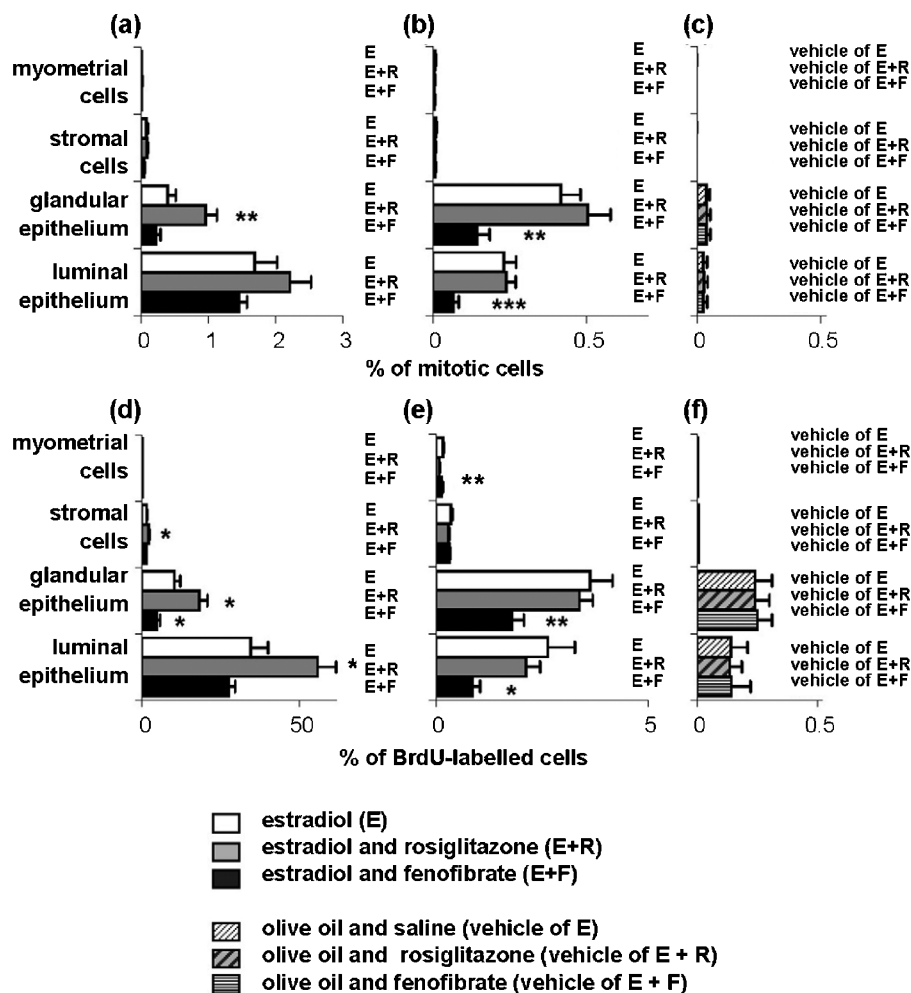 (a) (b) (c)
myometrial cells
E
E+R
E+F
E
E+R
E+F
vehicle of E
vehicle of E+R
vehicle of E+F
stromal cells
E
E+R
E+F
E
E+R
E+F
vehicle of E
vehicle of E+R
vehicle of E+F
glandular epithelium
**
E
E+R
E+F
**
E
E+R
E+F
vehicle of E
vehicle of E+R
vehicle of E+F
luminal epithelium
E
E+R
E+F
***
E
E+R
E+F
vehicle of E
vehicle of E+R
vehicle of E+F
0 1 2 3
0 0.5
0 0.5
% of mitotic cells
(d) (e) (f)
myometrial cells
E
E+R
E+F
**
E
E+R
E+F
vehicle of E
vehicle of E+R
vehicle of E+F
stromal cells
*
E
E+R
E+F
E
E+R
E+F
vehicle of E
vehicle of E+R
vehicle of E+F
glandular epithelium
*
*
E
E+R
E+F
**
E
E+R
E+F
vehicle of E
vehicle of E+R
vehicle of E+F
luminal epithelium
*
E
E+R
E+F
*
E
E+R
E+F
vehicle of E
vehicle of E+R
vehicle of E+F
0 50
0 5
0 0.5
% of BrdU-labelled cells
estradiol (E)
estradiol and rosiglitazone (E+R)
estradiol and fenofibrate (E+F)
olive oil and saline (vehicle of E)
olive oil and rosiglitazone (vehicle of E + R)
olive oil and fenofibrate (vehicle of E + F)